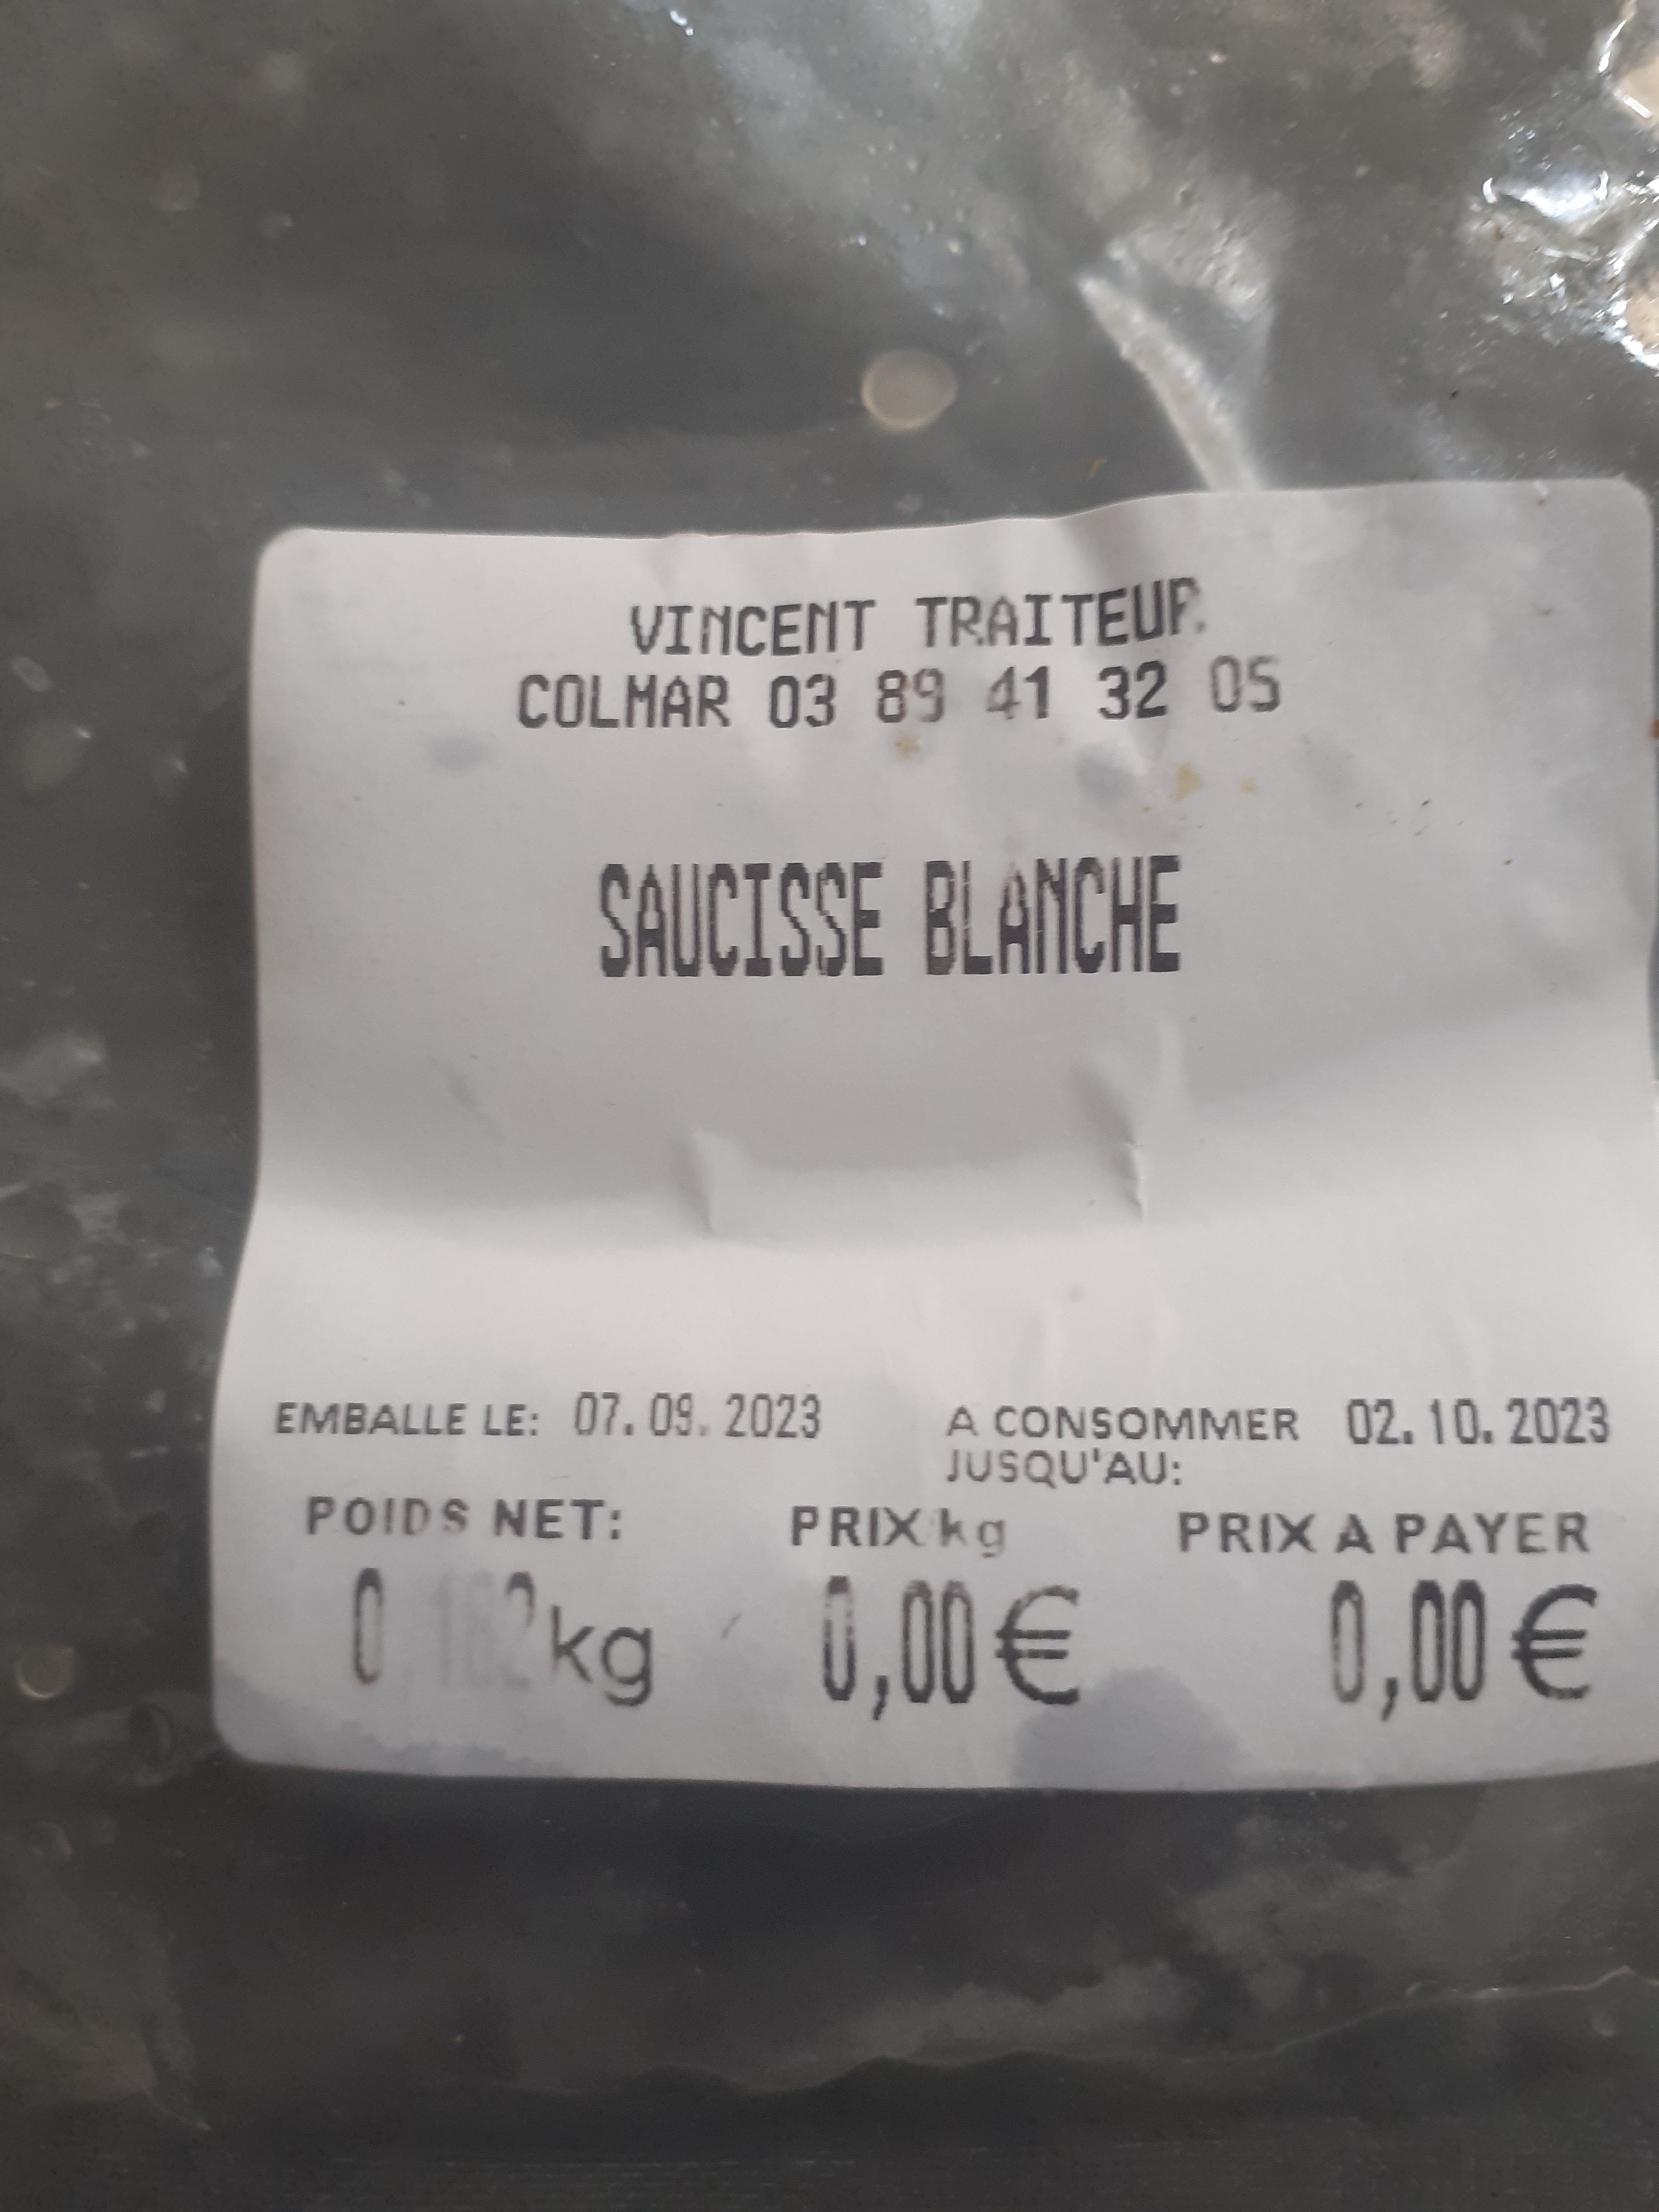 VINCENT TRAITEUR
COLMAR 03 89 41 32 05
SAUCISSE BLANCHE
EMBALLE LE: 07.09.2023 A CONSOMMER 02.10.2023
JUSQU'AU:
POIDS NET: PRIX kg PRIX A PAYER
kg 0,00€ 0,00€